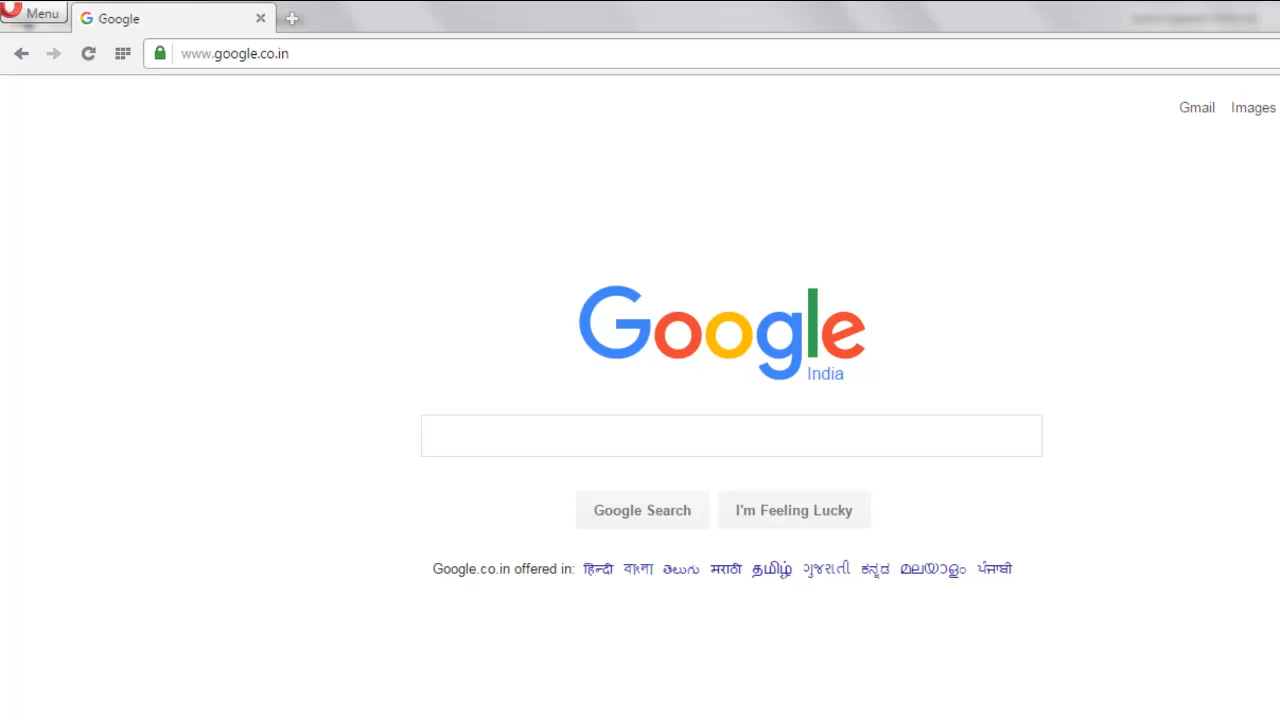 Menu Google
www.google.co.in
Gmail Images
Google
India
Google Search I'm Feeling Lucky
Google.co.in offered in: हिन्दी বাংলা తెలుగు मराठी தமிழ் ગુજરાતી ಕನ್ನಡ മലയാളം ਪੰਜਾਬੀ